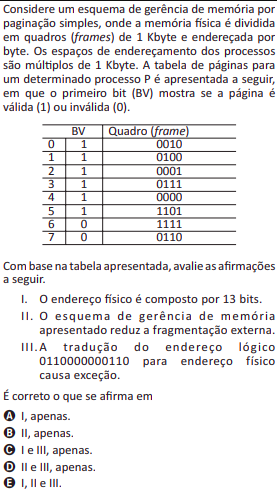 Considere um esquema de gerência de memória por
paginação simples, onde a memória física é dividida
em quadros (frames) de 1 Kbyte e endereçada por
byte. Os espaços de endereçamento dos processos
são múltiplos de 1 Kbyte. A tabela de páginas para
um determinado processo P é apresentada a seguir,
em que o primeiro bit (BV) mostra se a página é
válida (1) ou inválida (0).
BV Quadro (frame)
0 1 0010
1 1 0100
2 1 0001
3 1 0111
4 1 0000
5 1 1101
6 0 1111
7 0 0110
Com base na tabela apresentada, avalie as afirmações
a seguir.
I. O endereço físico é composto por 13 bits.
II. O esquema de gerência de memória
apresentado reduz a fragmentação externa.
III. A tradução do endereço lógico
0110000000110 para endereço físico
causa exceção.
É correto o que se afirma em
A I, apenas.
B II, apenas.
C I e III, apenas.
D II e III, apenas.
E I, II e III.